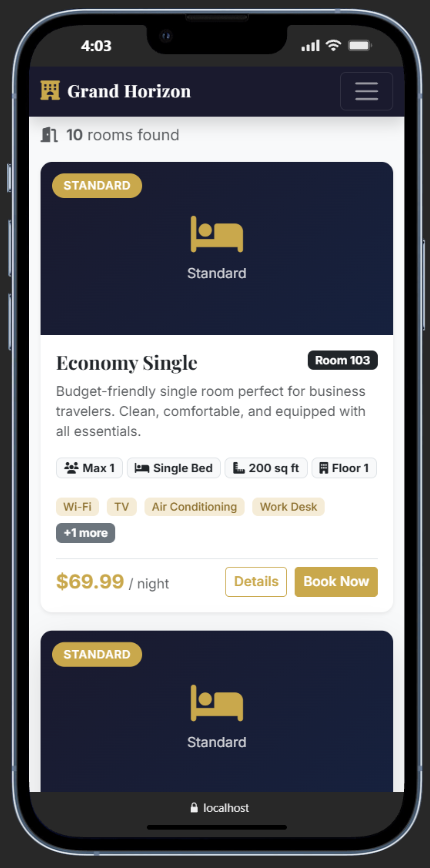 4:03
Grand Horizon
10 rooms found
STANDARD
Standard
Economy Single
Room 103
Budget-friendly single room perfect for business
travelers. Clean, comfortable, and equipped with
all essentials.
Max 1 Single Bed 200 sq ft Floor 1
Wi-Fi TV Air Conditioning Work Desk
+1 more
$69.99 / night Details Book Now
STANDARD
Standard
localhost